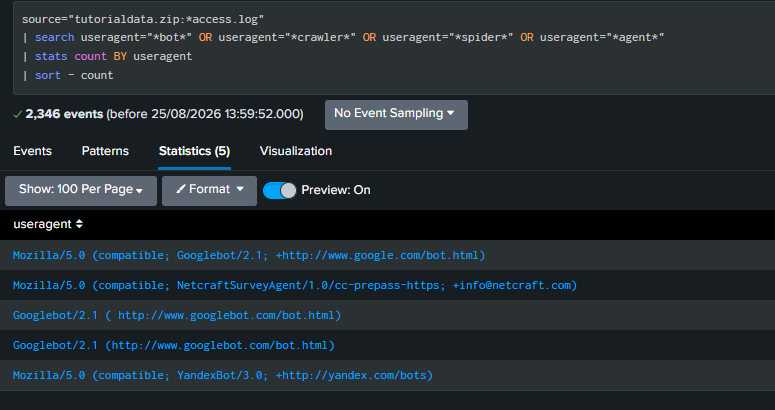 source="tutorialdata.zip:*access.log"
| search useragent="*bot*" OR useragent="*crawler*" OR useragent="*spider*" OR useragent="*agent*"
| stats count BY useragent
| sort - count
2,346 events (before 25/08/2026 13:59:52.000) No Event Sampling
Events Patterns Statistics (5) Visualization
Show: 100 Per Page Format Preview: On
useragent
Mozilla/5.0 (compatible; Googlebot/2.1; +http://www.google.com/bot.html)
Mozilla/5.0 (compatible; NetcraftSurveyAgent/1.0/cc-prepass-https; +info@netcraft.com)
Googlebot/2.1 ( http://www.googlebot.com/bot.html)
Googlebot/2.1 (http://www.googlebot.com/bot.html)
Mozilla/5.0 (compatible; YandexBot/3.0; +http://yandex.com/bots)